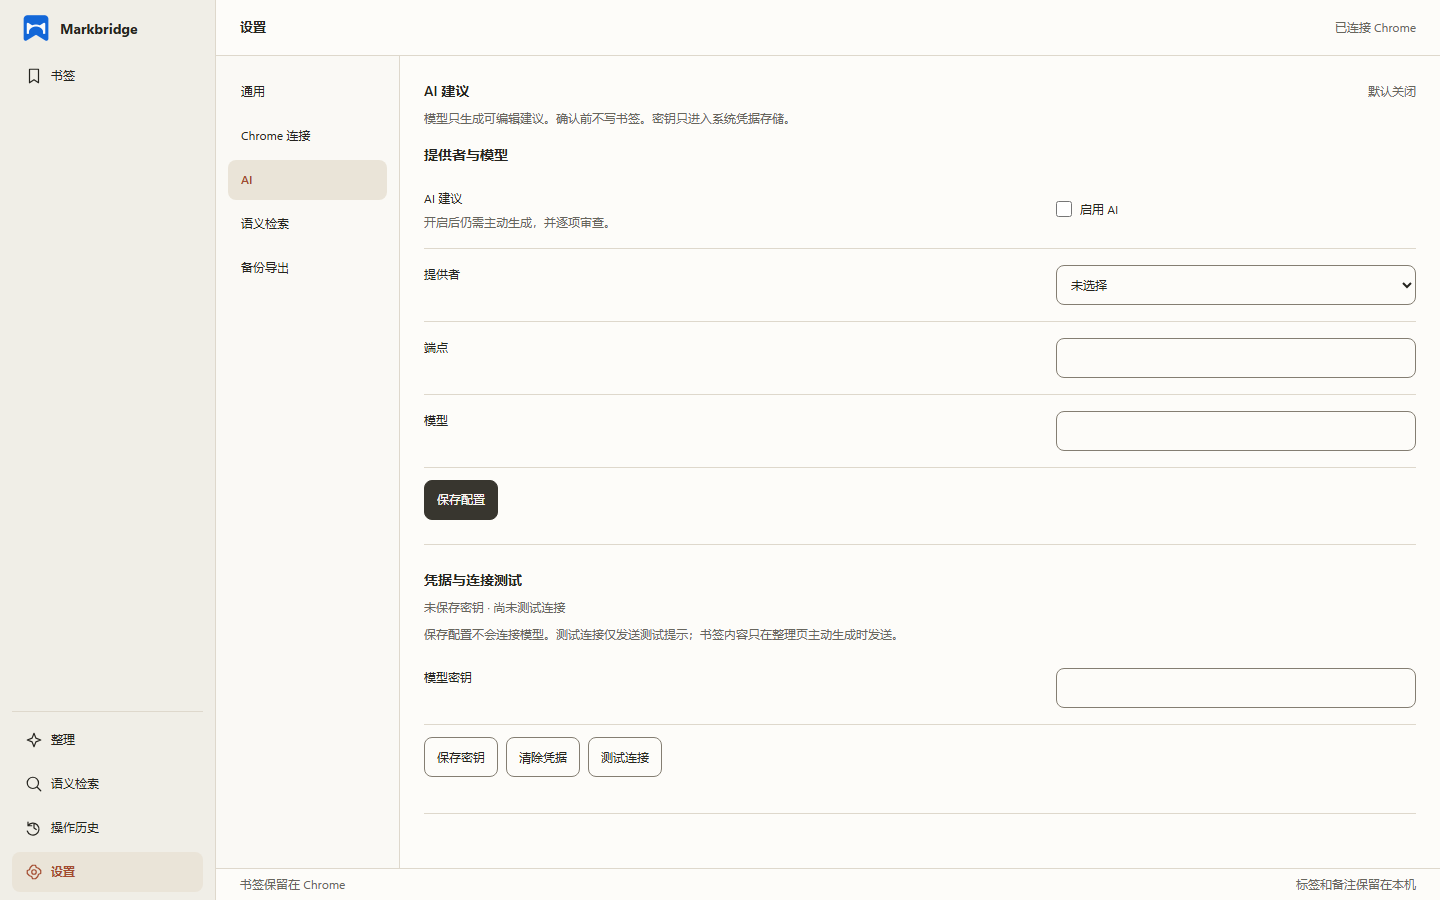 Markbridge
书签
整理
语义检索
操作历史
设置
设置
已连接 Chrome
通用
Chrome 连接
AI
语义检索
备份导出
AI 建议
默认关闭
模型只生成可编辑建议。确认前不写书签。密钥只进入系统凭据存储。
提供者与模型
AI 建议
开启后仍需主动生成，并逐项审查。
启用 AI
提供者
未选择
端点
模型
保存配置
凭据与连接测试
未保存密钥 · 尚未测试连接
保存配置不会连接模型。测试连接仅发送测试提示；书签内容只在整理页主动生成时发送。
模型密钥
保存密钥
清除凭据
测试连接
书签保留在 Chrome
标签和备注保留在本机